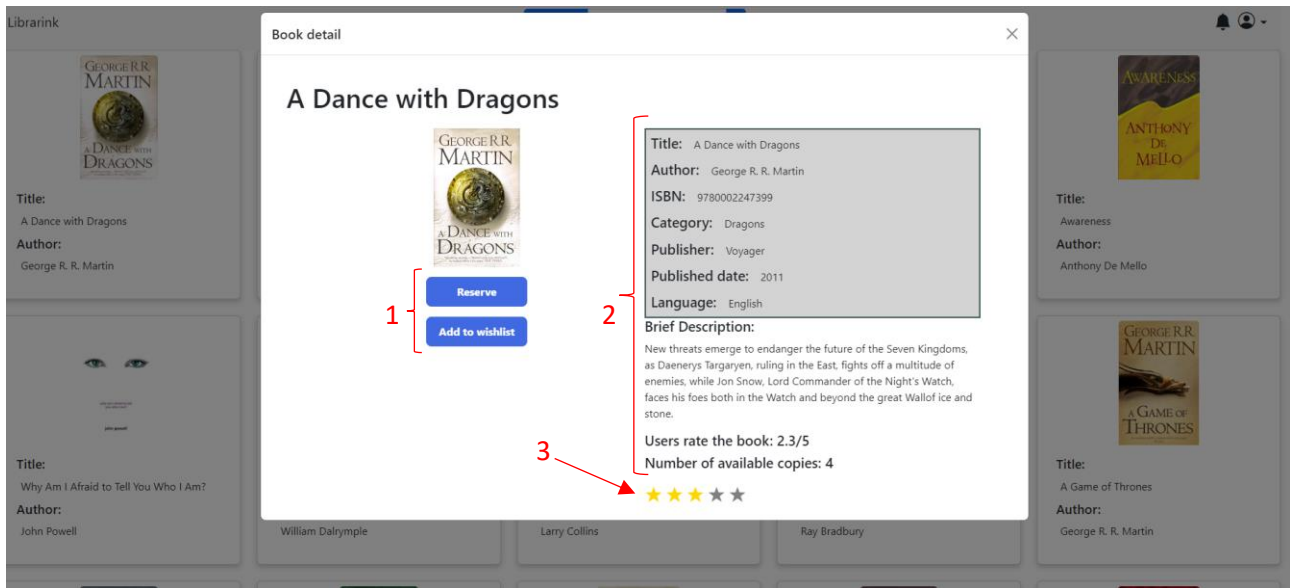 Librarink
Book detail
A Dance with Dragons
GEORGE R.R.
MARTIN
A DANCE WITH
DRAGONS
1
Reserve
Add to wishlist
2
Title: A Dance with Dragons
Author: George R. R. Martin
ISBN: 9780002247399
Category: Dragons
Publisher: Voyager
Published date: 2011
Language: English
Brief Description:
New threats emerge to endanger the future of the Seven Kingdoms,
as Daenerys Targaryen, ruling in the East, fights off a multitude of
enemies, while Jon Snow, Lord Commander of the Night's Watch,
faces his foes both in the Watch and beyond the great Wallof ice and
stone.
Users rate the book: 2.3/5
Number of available copies: 4
3
GEORGE R.R.
MARTIN
A DANCE WITH
DRAGONS
Title:
A Dance with Dragons
Author:
George R. R. Martin
AWARENESS
ANTHONY
DE
MELLO
Title:
Awareness
Author:
Anthony De Mello
john powell
Title:
Why Am I Afraid to Tell You Who I Am?
Author:
John Powell
William Dalrymple
Larry Collins
Ray Bradbury
GEORGE R.R.
MARTIN
A GAME OF
THRONES
Title:
A Game of Thrones
Author:
George R. R. Martin